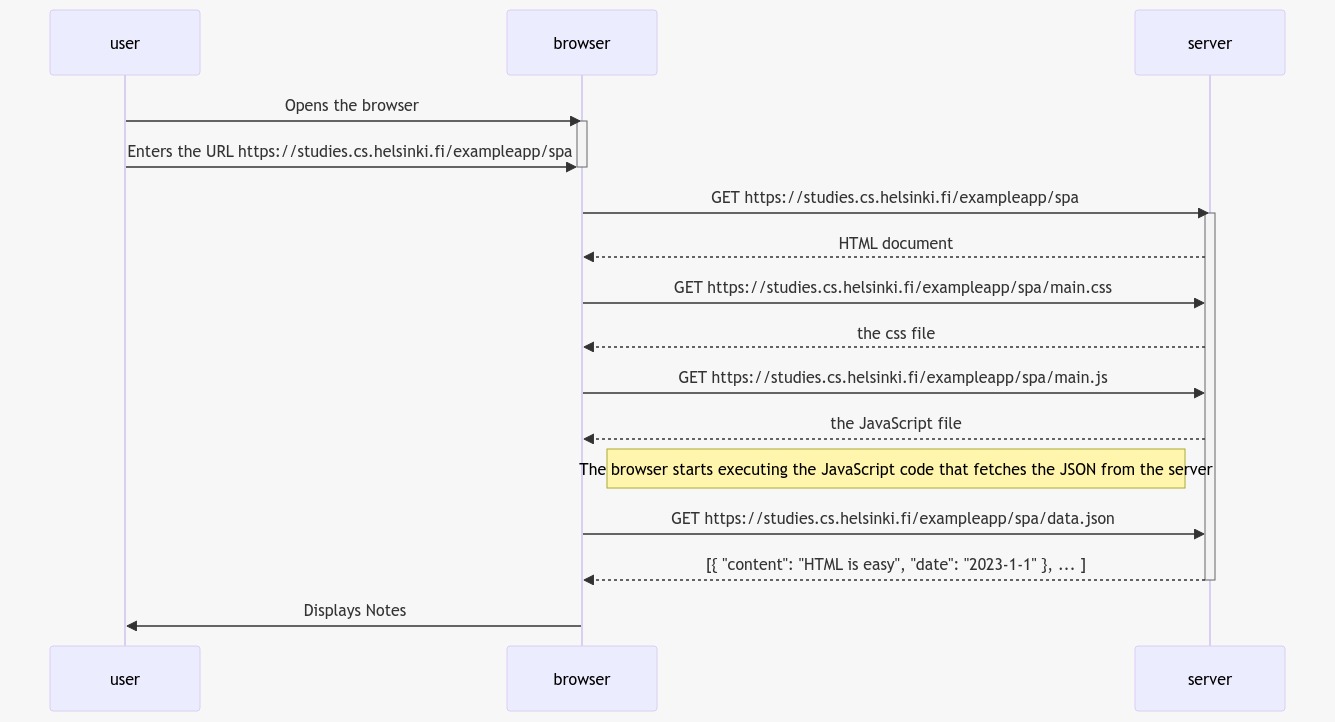 user
browser
server
Opens the browser
Enters the URL https://studies.cs.helsinki.fi/exampleapp/spa
GET https://studies.cs.helsinki.fi/exampleapp/spa
HTML document
GET https://studies.cs.helsinki.fi/exampleapp/spa/main.css
the css file
GET https://studies.cs.helsinki.fi/exampleapp/spa/main.js
the JavaScript file
The browser starts executing the JavaScript code that fetches the JSON from the server
GET https://studies.cs.helsinki.fi/exampleapp/spa/data.json
[{ "content": "HTML is easy", "date": "2023-1-1" }, ... ]
Displays Notes
user
browser
server